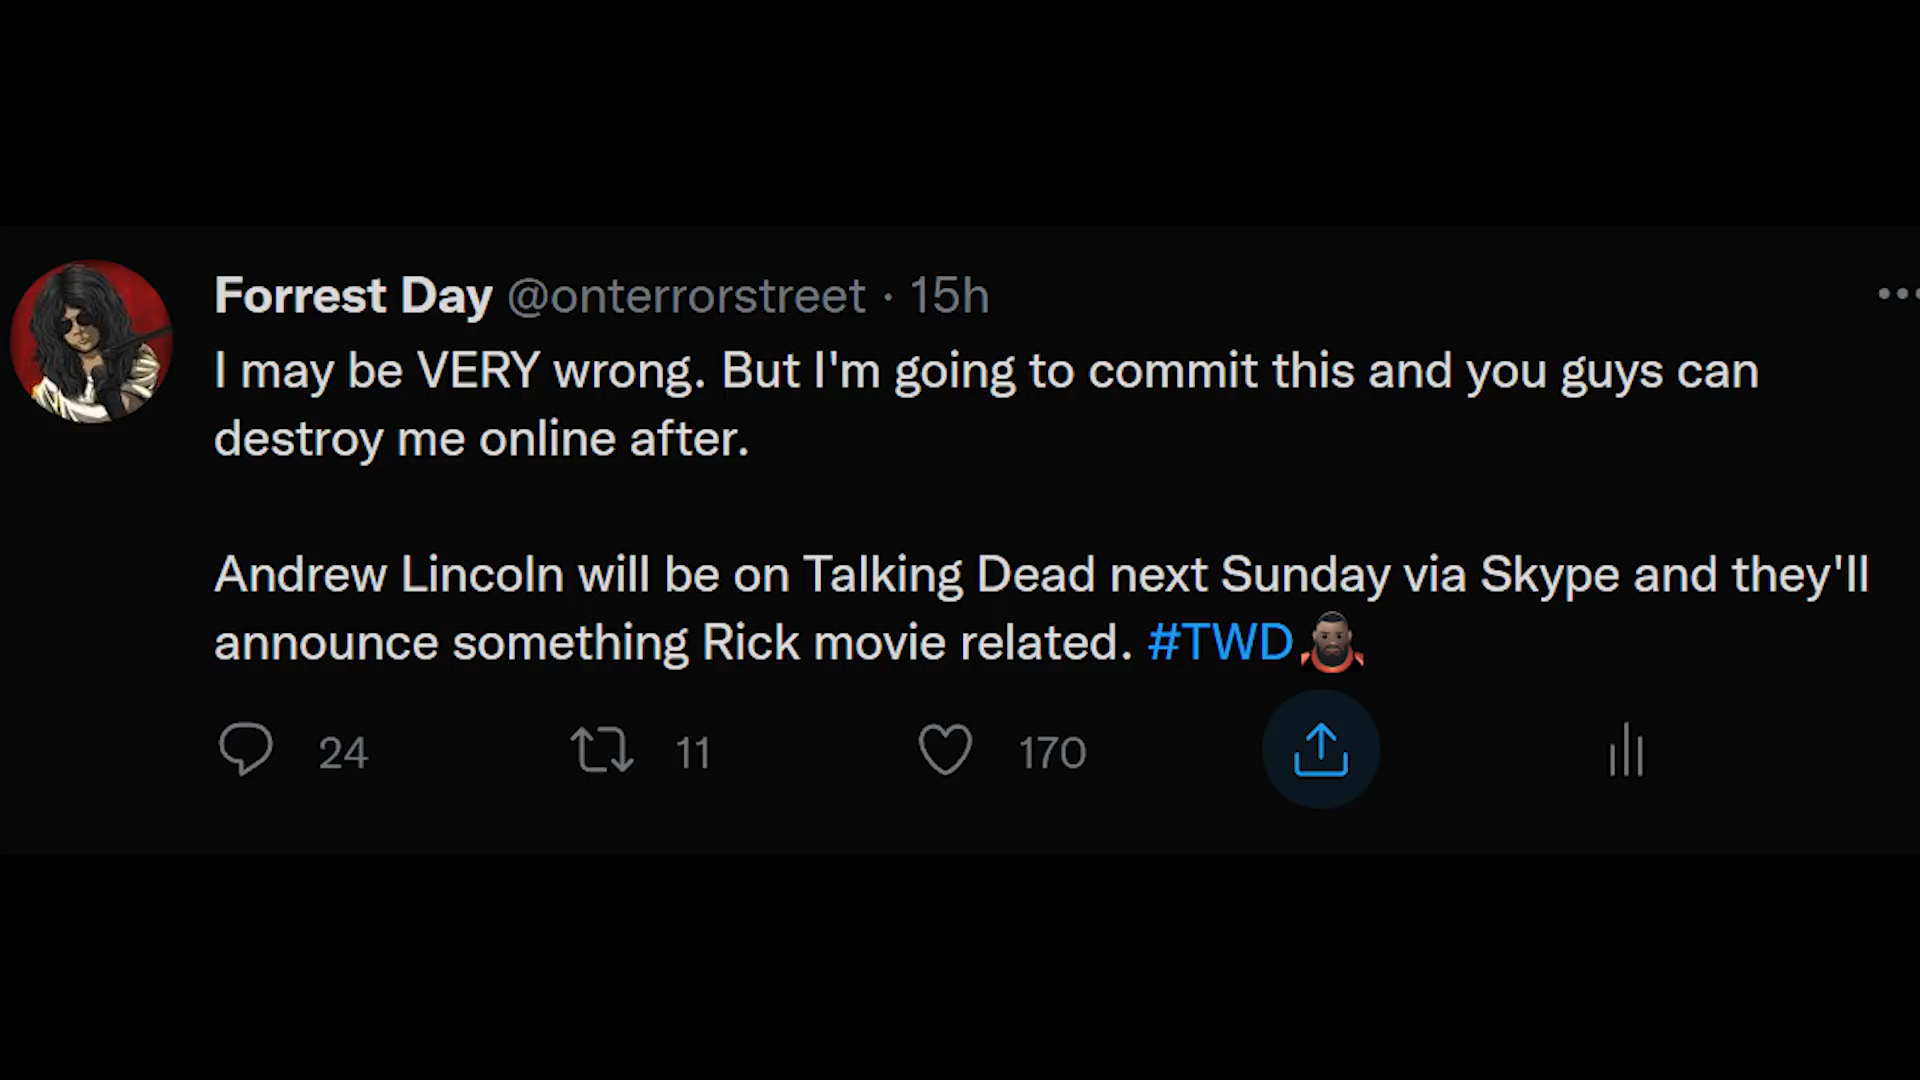 Forrest Day @onterrorstreet · 15h
I may be VERY wrong. But I'm going to commit this and you guys can
destroy me online after.
Andrew Lincoln will be on Talking Dead next Sunday via Skype and they'll
announce something Rick movie related. #TWD
24 11 170